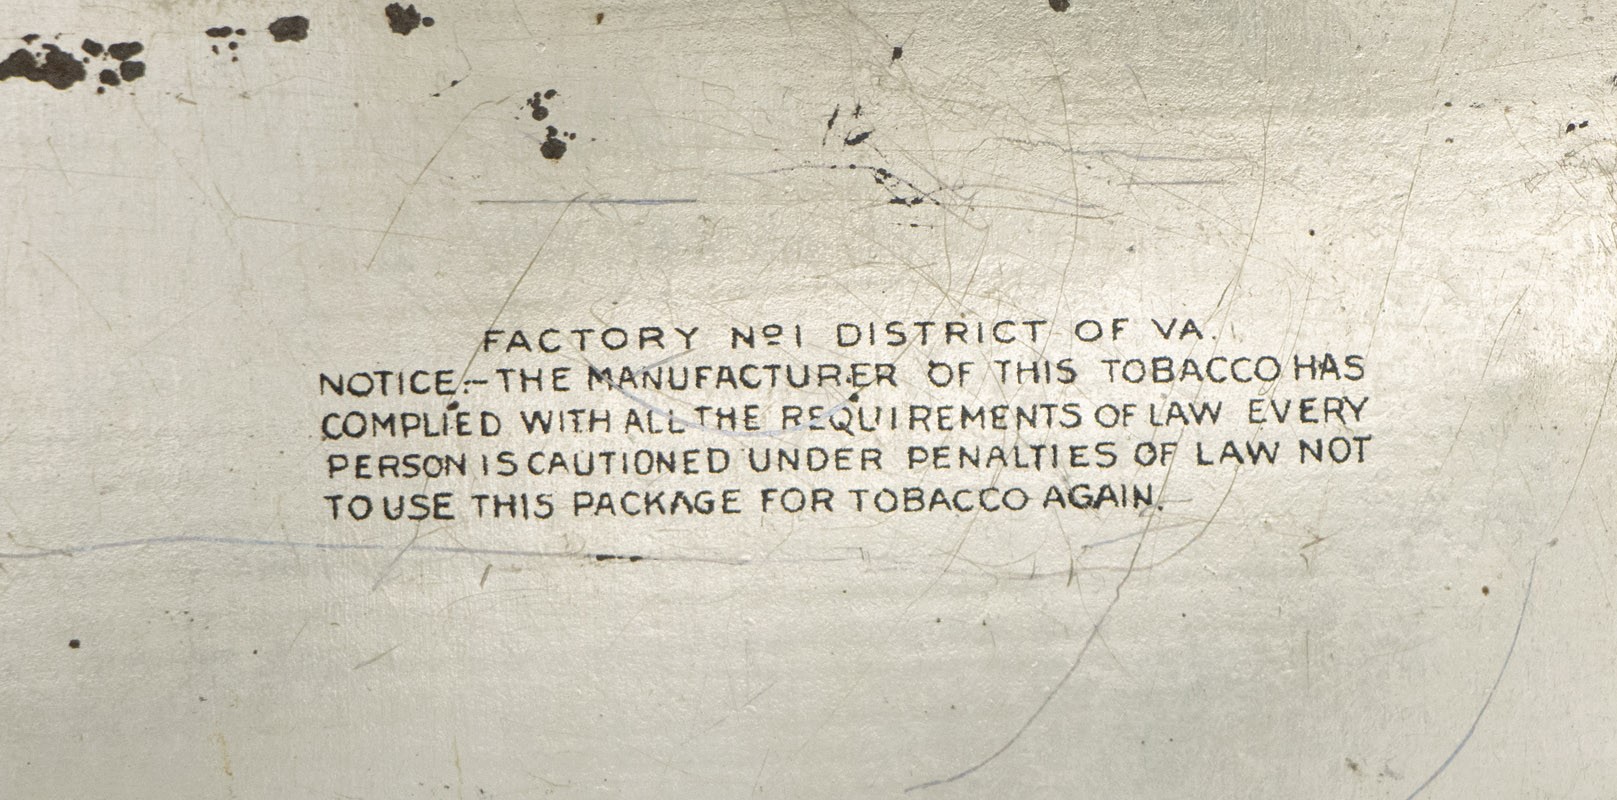 FACTORY Nº1 DISTRICT OF VA.
NOTICE:-THE MANUFACTURER OF THIS TOBACCO HAS
COMPLIED WITH ALL THE REQUIREMENTS OF LAW EVERY
PERSON IS CAUTIONED UNDER PENALTIES OF LAW NOT
TO USE THIS PACKAGE FOR TOBACCO AGAIN.